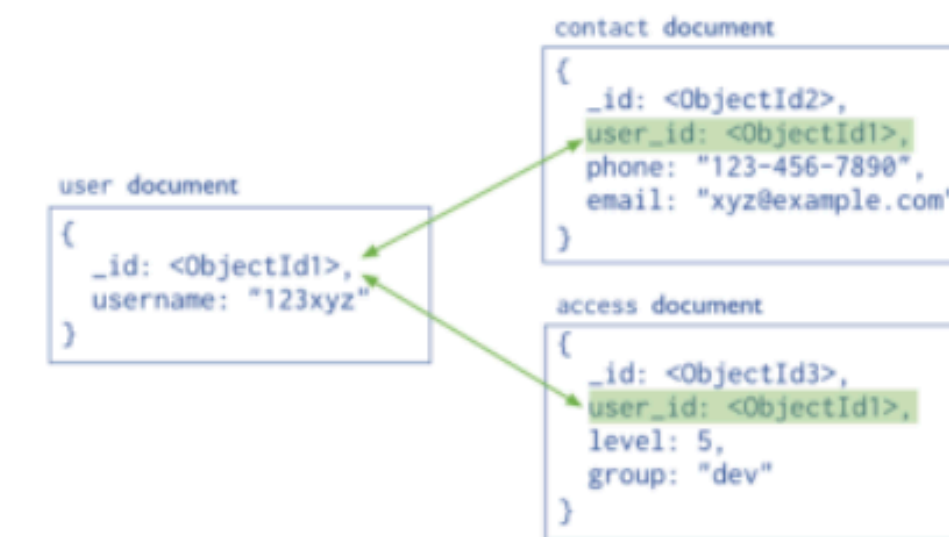 contact document
{
_id: <ObjectId2>,
user_id: <ObjectId1>,
phone: "123-456-7890",
email: "xyz@example.com"
}
user document
{
_id: <ObjectId1>,
username: "123xyz"
}
access document
{
_id: <ObjectId3>,
user_id: <ObjectId1>,
level: 5,
group: "dev"
}